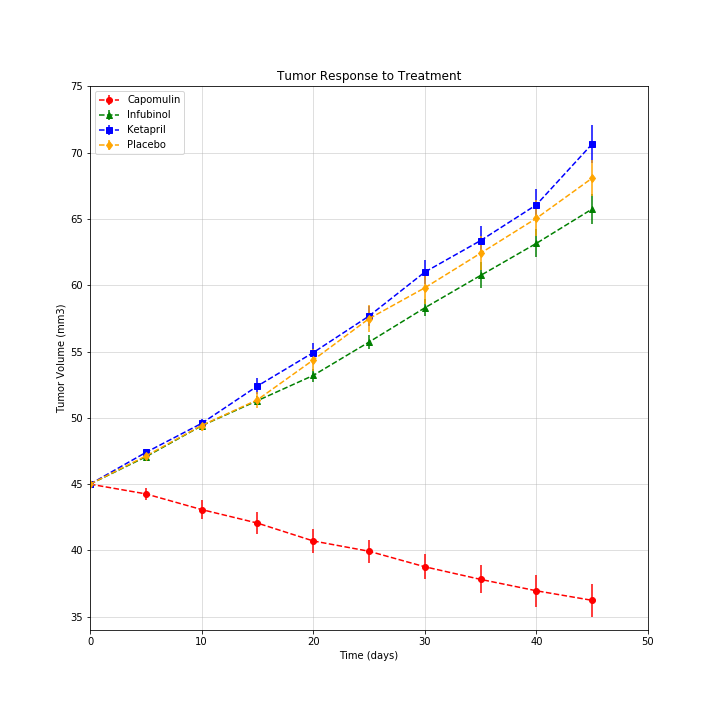 Tumor Response to Treatment
Capomulin
Infubinol
Ketapril
Placebo
75
70
65
60
55
50
45
40
35
Tumor Volume (mm3)
0 10 20 30 40 50
Time (days)